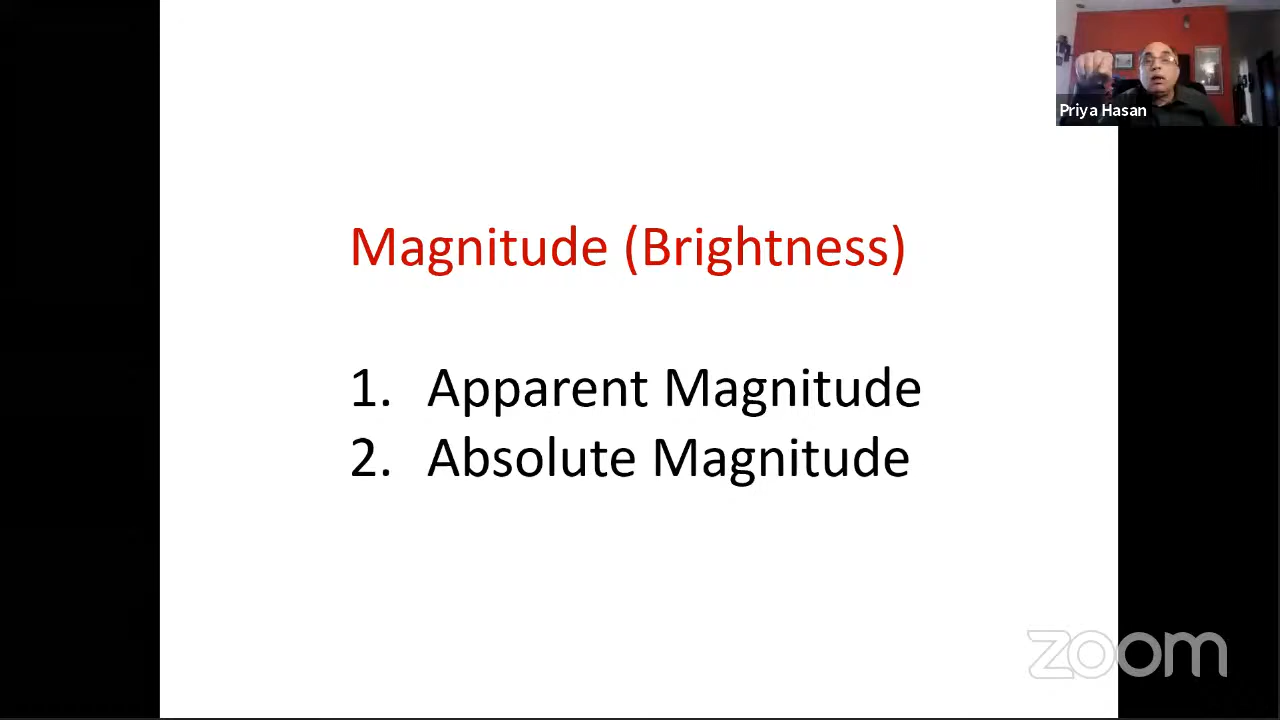 Priya Hasan
Magnitude (Brightness)
1. Apparent Magnitude
2. Absolute Magnitude
zoom